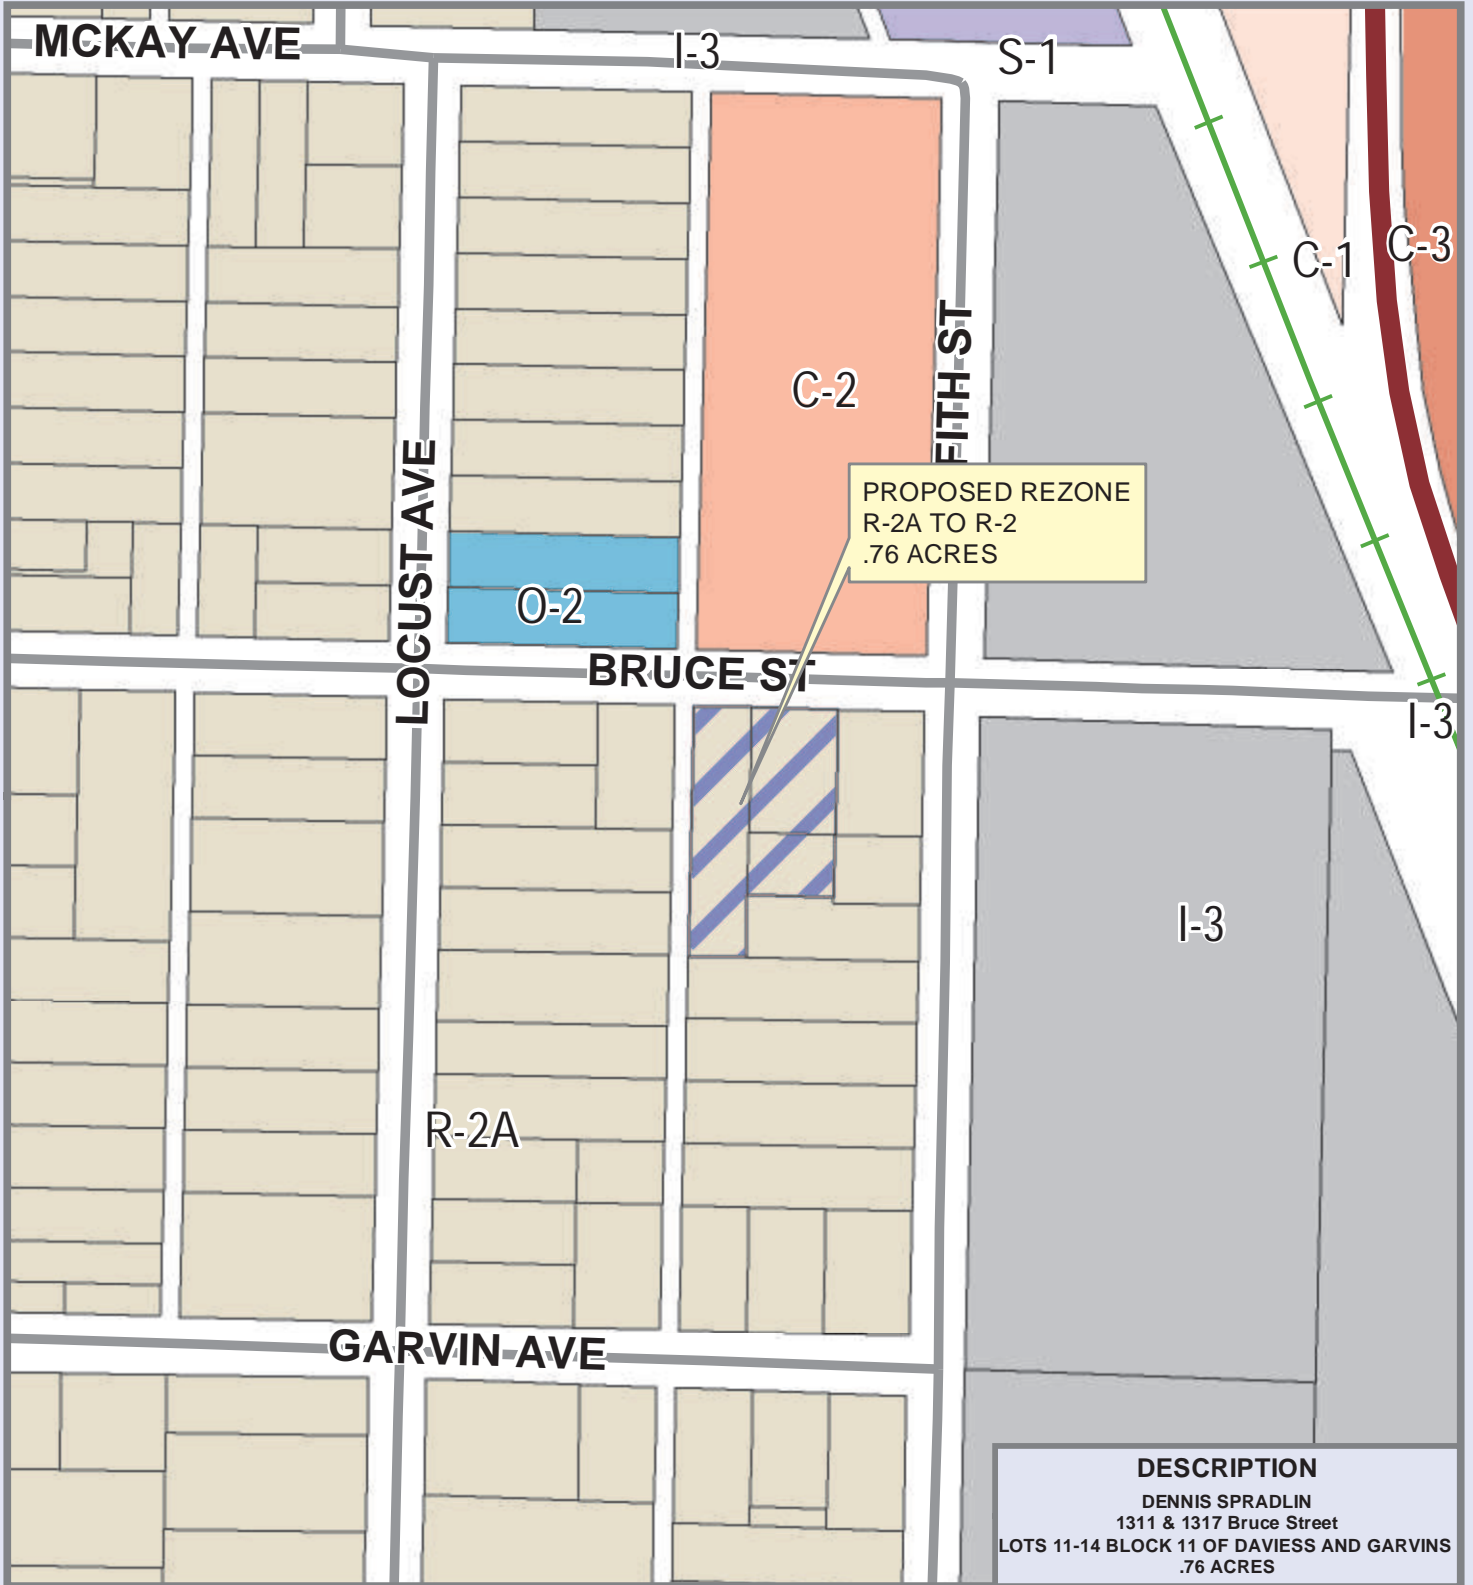 MCKAY AVE
I-3
S-1
C-1
C-3
C-2
FITH ST
LOCUST AVE
PROPOSED REZONE
R-2A TO R-2
.76 ACRES
O-2
BRUCE ST
I-3
I-3
R-2A
GARVIN AVE
DESCRIPTION
DENNIS SPRADLIN
1311 & 1317 Bruce Street
LOTS 11-14 BLOCK 11 OF DAVIESS AND GARVINS
.76 ACRES